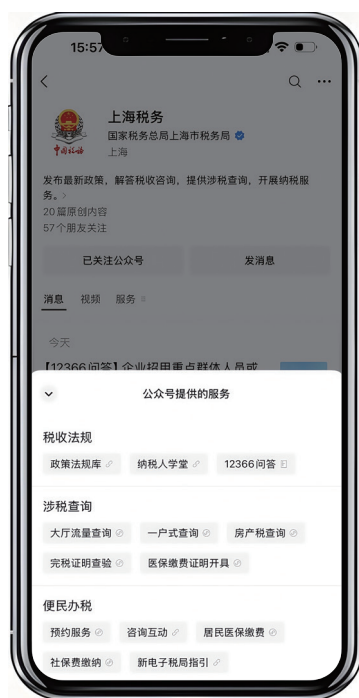 15:57
上海税务
国家税务总局上海市税务局
上海
中国税务
发布最新政策，解答税收咨询，提供涉税查询，开展纳税服
务。
20篇原创内容
57个朋友关注
已关注公众号 发消息
消息 视频 服务
今天
【12366问答】企业招用重点群体人员或
公众号提供的服务
税收法规
政策法规库 纳税人学堂 12366问答
涉税查询
大厅流量查询 一户式查询 房产税查询
完税证明查验 医保缴费证明开具
便民办税
预约服务 咨询互动 居民医保缴费
社保费缴纳 新电子税局指引